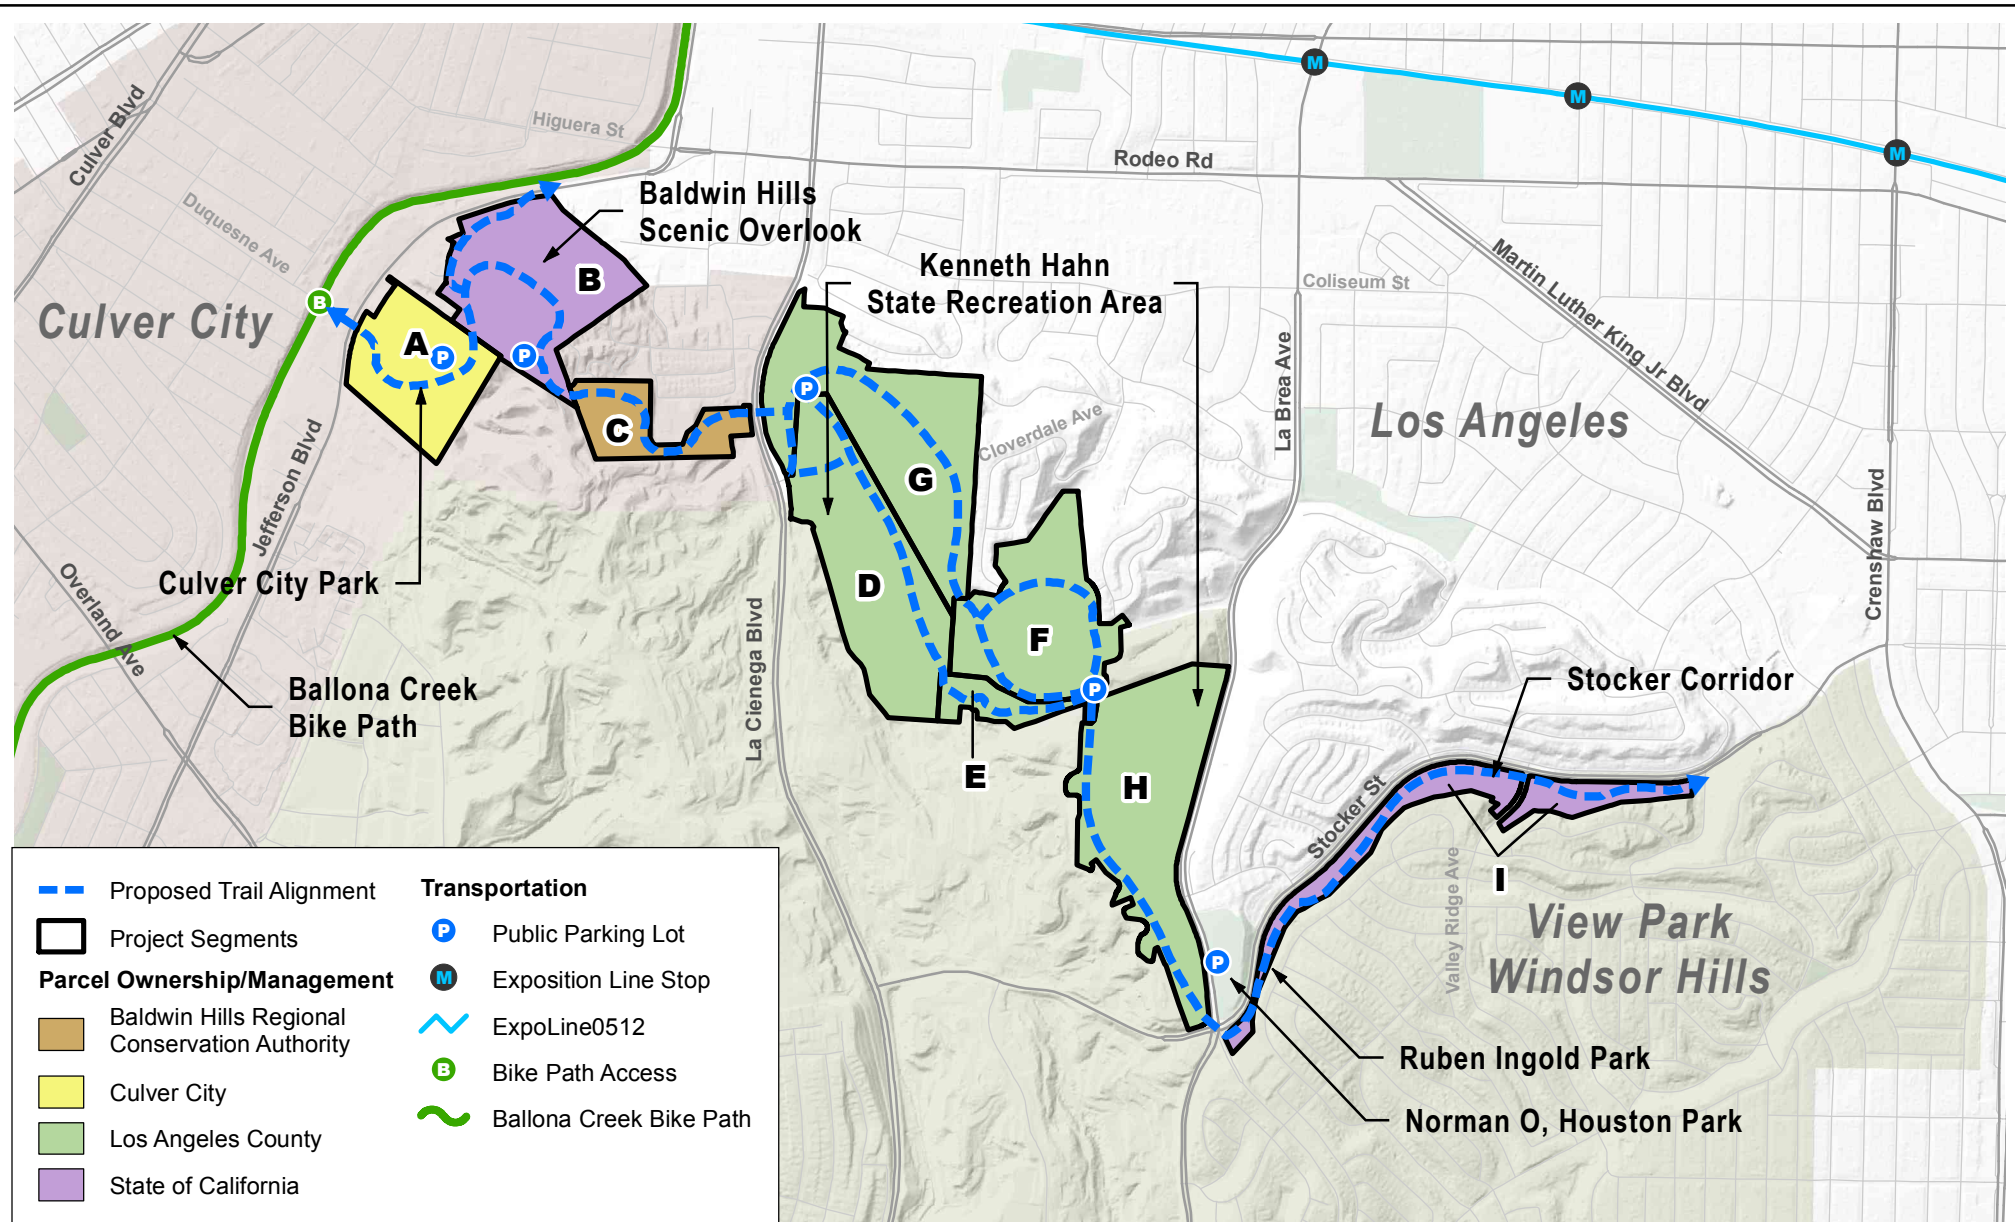 M
M
M
Culver Blvd
Higuera St
Rodeo Rd
Duquesne Ave
Baldwin Hills
Scenic Overlook
Kenneth Hahn
State Recreation Area
Martin Luther King Jr Blvd
Coliseum St
B
B
Culver City
A
P
P
La Brea Ave
P
Los Angeles
C
Cloverdale Ave
Jefferson Blvd
G
Crenshaw Blvd
Culver City Park
D
Overland Ave
La Cienega Blvd
F
Stocker Corridor
Ballona Creek
Bike Path
P
E
H
Stocker St
I
Valley Ridge Ave
View Park
Windsor Hills
P
Ruben Ingold Park
Norman O, Houston Park
Proposed Trail Alignment
Project Segments
Parcel Ownership/Management
Baldwin Hills Regional
Conservation Authority
Culver City
Los Angeles County
State of California
Transportation
P Public Parking Lot
M Exposition Line Stop
ExpoLine0512
B Bike Path Access
Ballona Creek Bike Path